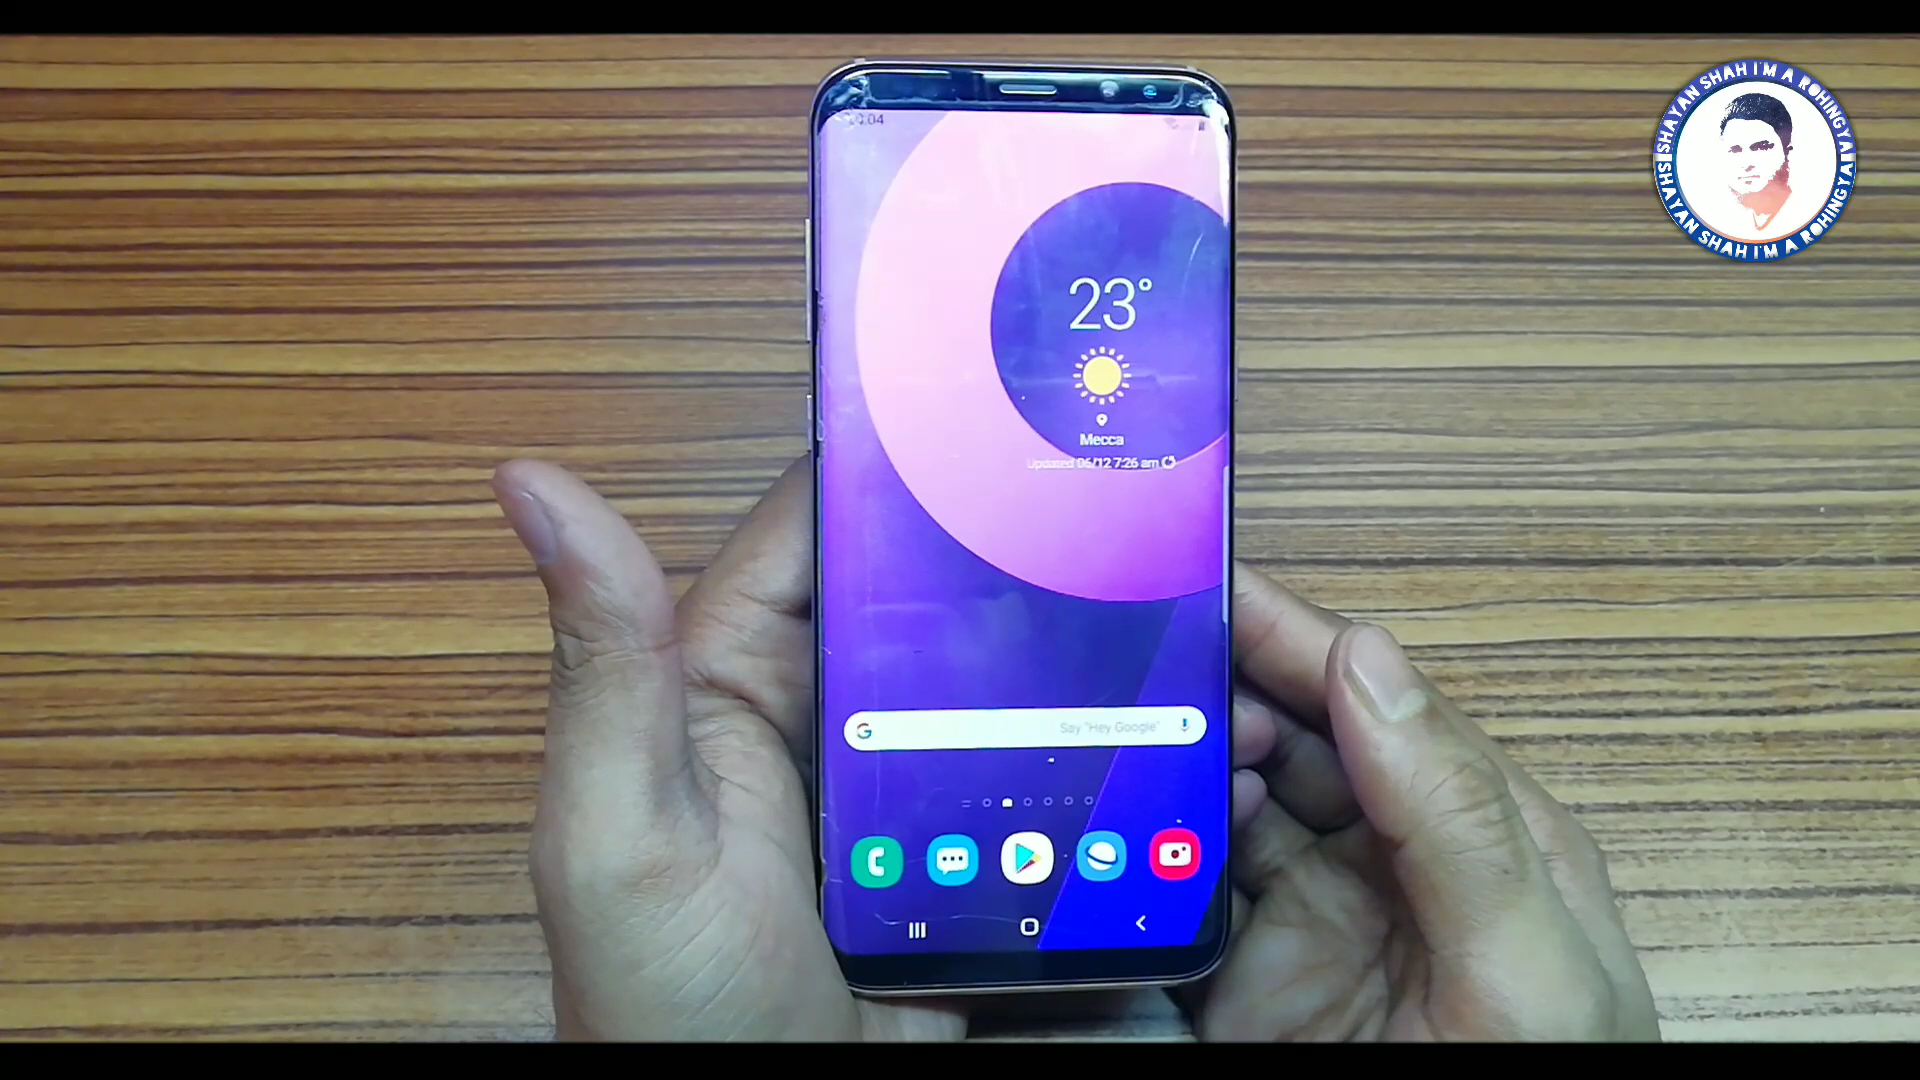 SHAYAN SHAH I'M A ROHINGYA
SHAYAN SHAH I'M A ROHINGYA
23°
Mecca
Updated 06/12 7:26 am
G
Say "Hey Google"